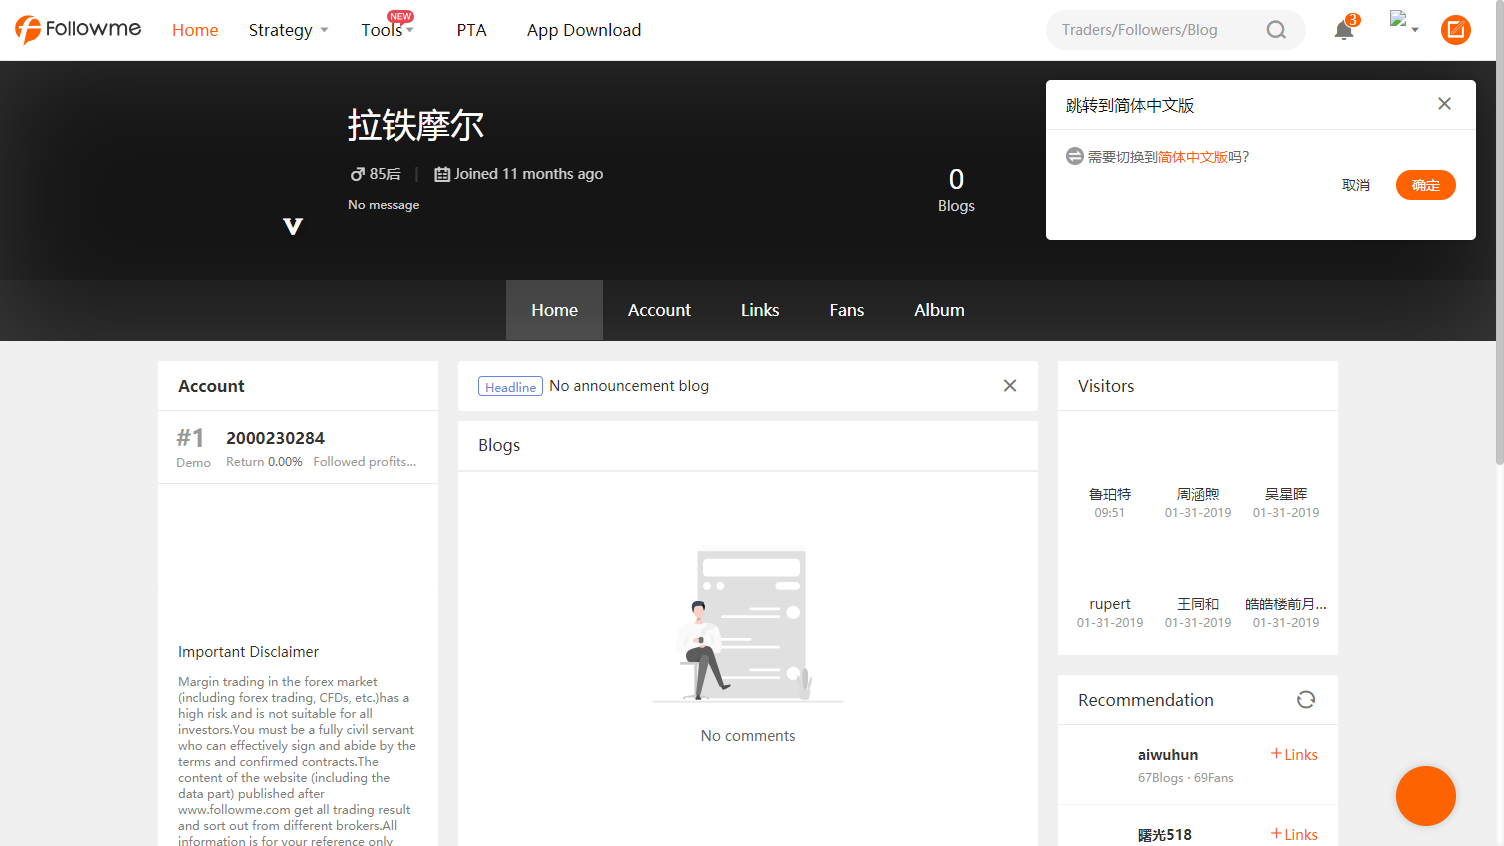 Followme
Home
Strategy
Tools
NEW
PTA
App Download
Traders/Followers/Blog
3
拉铁摩尔
85后
Joined 11 months ago
No message
V
0
Blogs
跳转到简体中文版
需要切换到简体中文版吗?
取消
确定
Home
Account
Links
Fans
Album
Account
#1
2000230284
Demo
Return 0.00%
Followed profits...
Important Disclaimer
Margin trading in the forex market
(including forex trading, CFDs, etc.)has a
high risk and is not suitable for all
investors.You must be a fully civil servant
who can effectively sign and abide by the
terms and confirmed contracts.The
content of the website (including the
data part) published after
www.followme.com get all trading result
and sort out from different brokers.All
information is for your reference only
Headline
No announcement blog
Blogs
No comments
Visitors
鲁珀特
周涵煦
吴星晖
09:51
01-31-2019
01-31-2019
rupert
王同和
皓皓楼前月...
01-31-2019
01-31-2019
01-31-2019
Recommendation
aiwuhun
+Links
67Blogs · 69Fans
曙光518
+Links